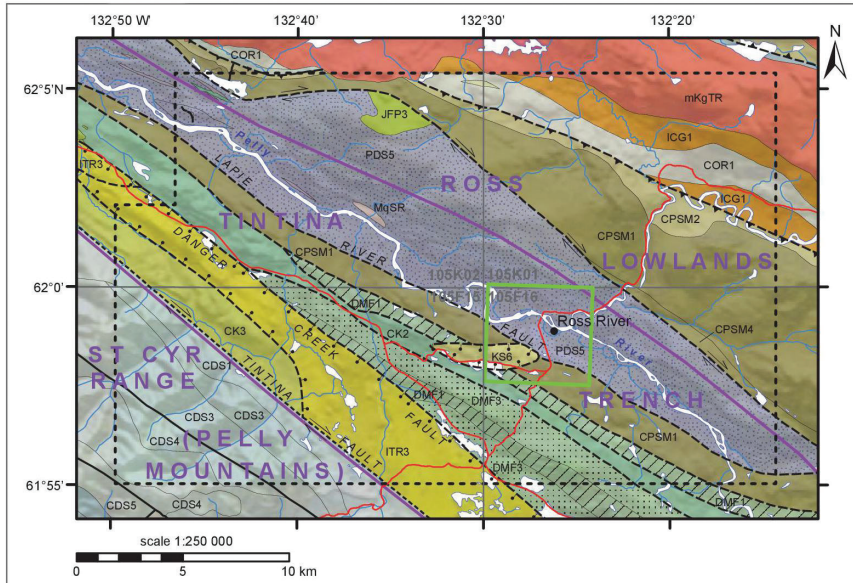 132°50' W
132°40'
132°30'
132°20'
N
62°5'N
62°0'
61°55'
COR1
mKgTR
JFP3
ICG1
ITR3
Pelly
PDS5
COR1
LAPIE
ROSS
ICG1
MqSR
CPSM2
TINTINA
CPSM1
DANGER
CPSM1
RIVER
LOWLANDS
105K02
105K01
105F15
105F16
DMF1
Ross River
CPSM4
CK3
CREEK
CK2
FAULT
River
ST CYR
RANGE
KS6
PDS5
CDS1
TINTINA
DMF1
DMF3
TRENCH
CDS3
CDS3
CDS4
(PELLY
MOUNTAINS)
FAULT
ITR3
FAULT
CPSM1
DMF3
CDS5
CDS4
DMF1
scale 1:250 000
0
5
10 km